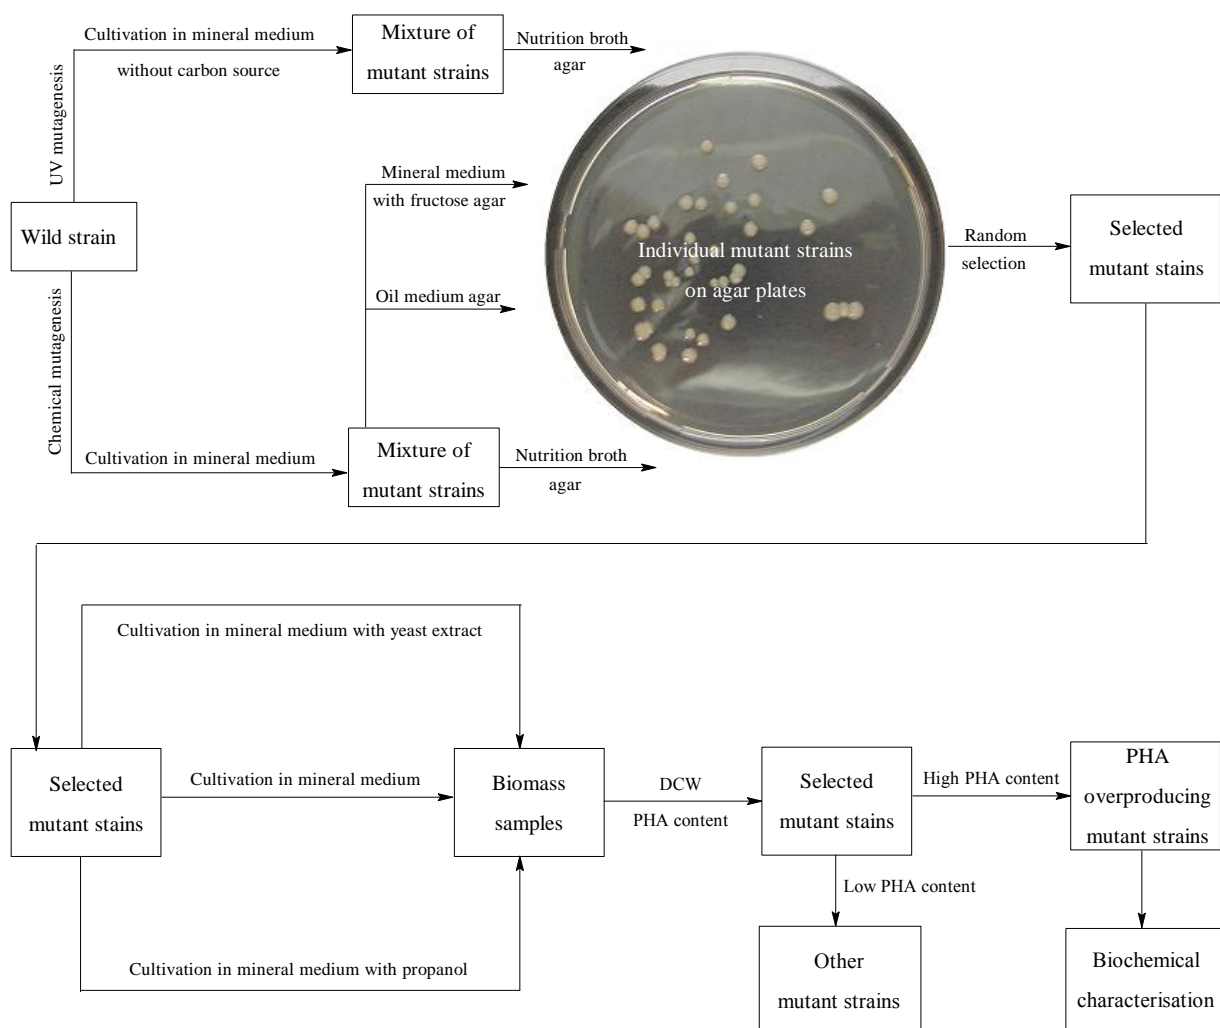 Cultivation in mineral medium
without carbon source
Mixture of
mutant strains
Nutrition broth
agar
UV mutagenesis
Wild strain
Chemical mutagenesis
Mineral medium
with fructose agar
Oil medium agar
Individual mutant strains
on agar plates
Random
selection
Selected
mutant stains
Cultivation in mineral medium
Mixture of
mutant strains
Nutrition broth
agar
Cultivation in mineral medium with yeast extract
Selected
mutant stains
Cultivation in mineral medium
Cultivation in mineral medium with propanol
Biomass
samples
DCW
PHA content
Selected
mutant stains
High PHA content
PHA
overproducing
mutant strains
Low PHA content
Other
mutant strains
Biochemical
characterisation